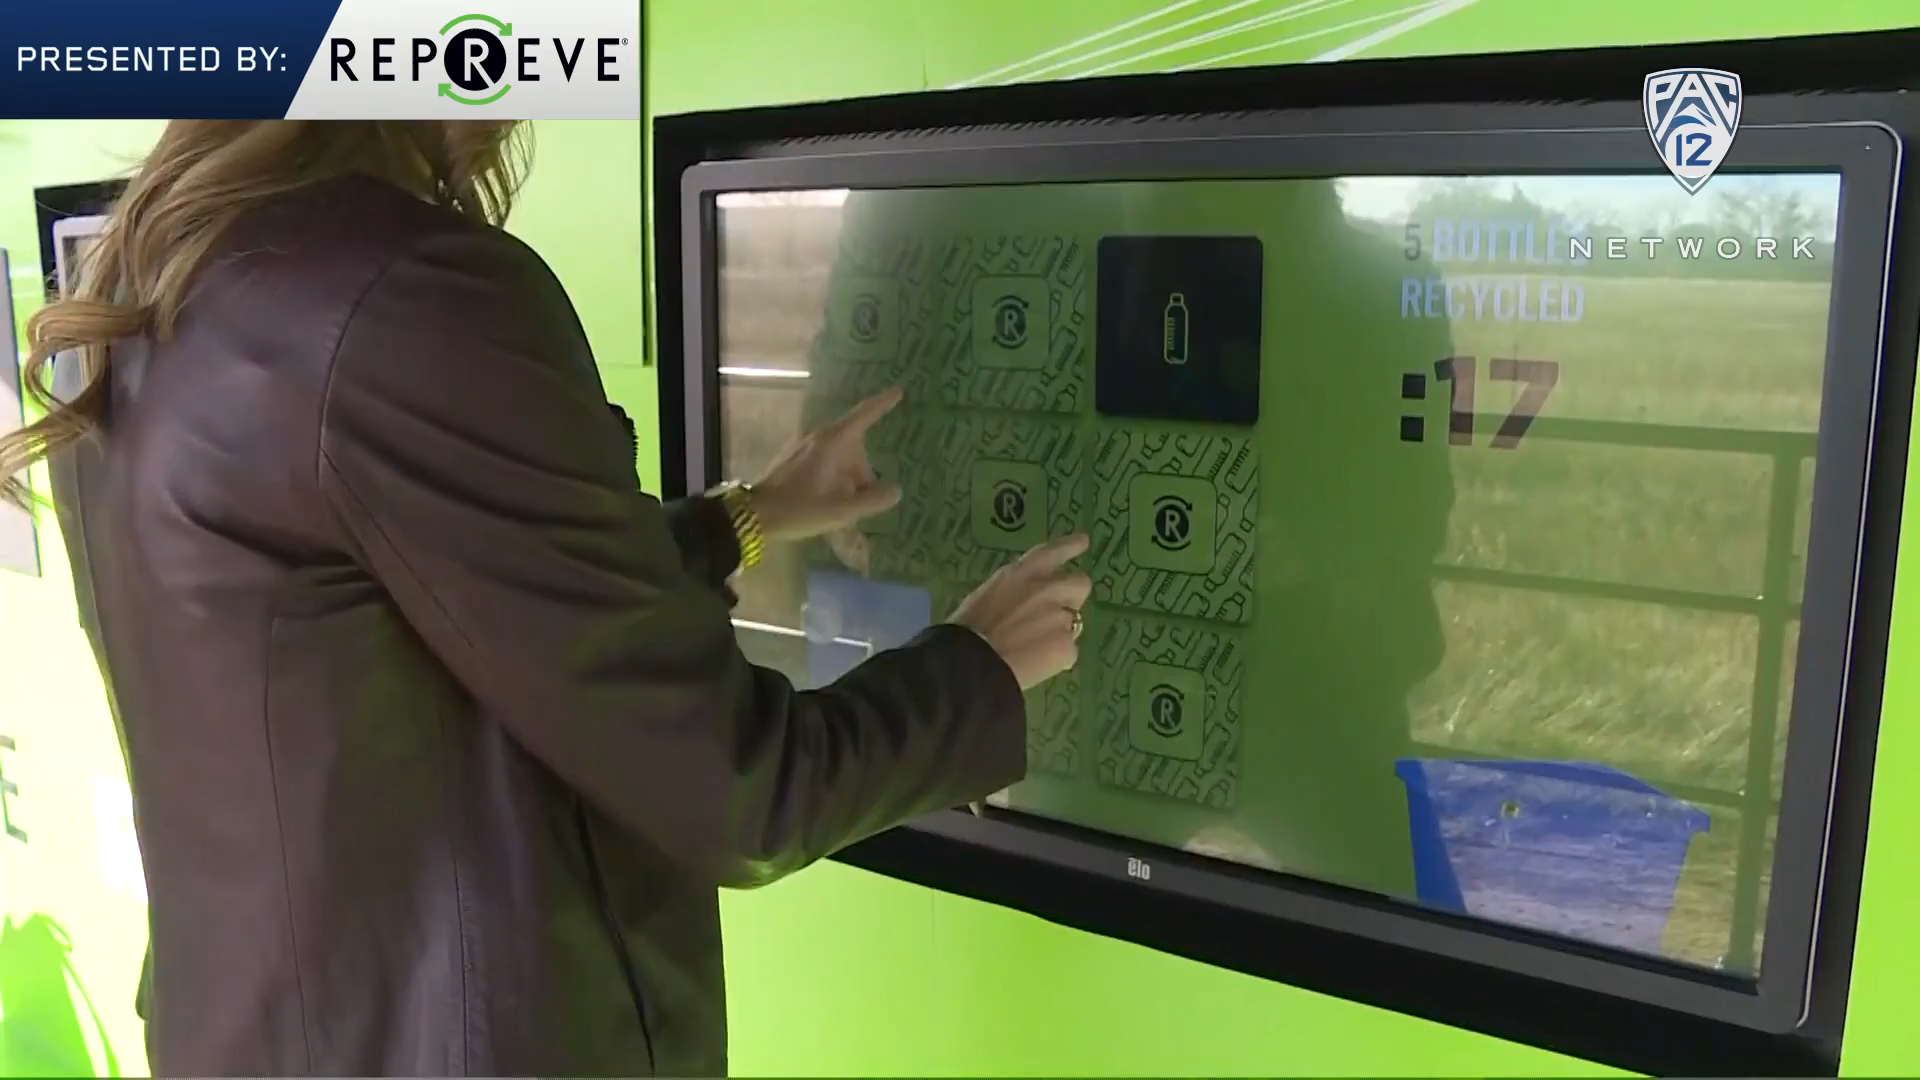 PRESENTED BY: REPREVE®
PAC
12
NETWORK
5 BOTTLES
RECYCLED
:17
R
R
R
R
R
elo
E